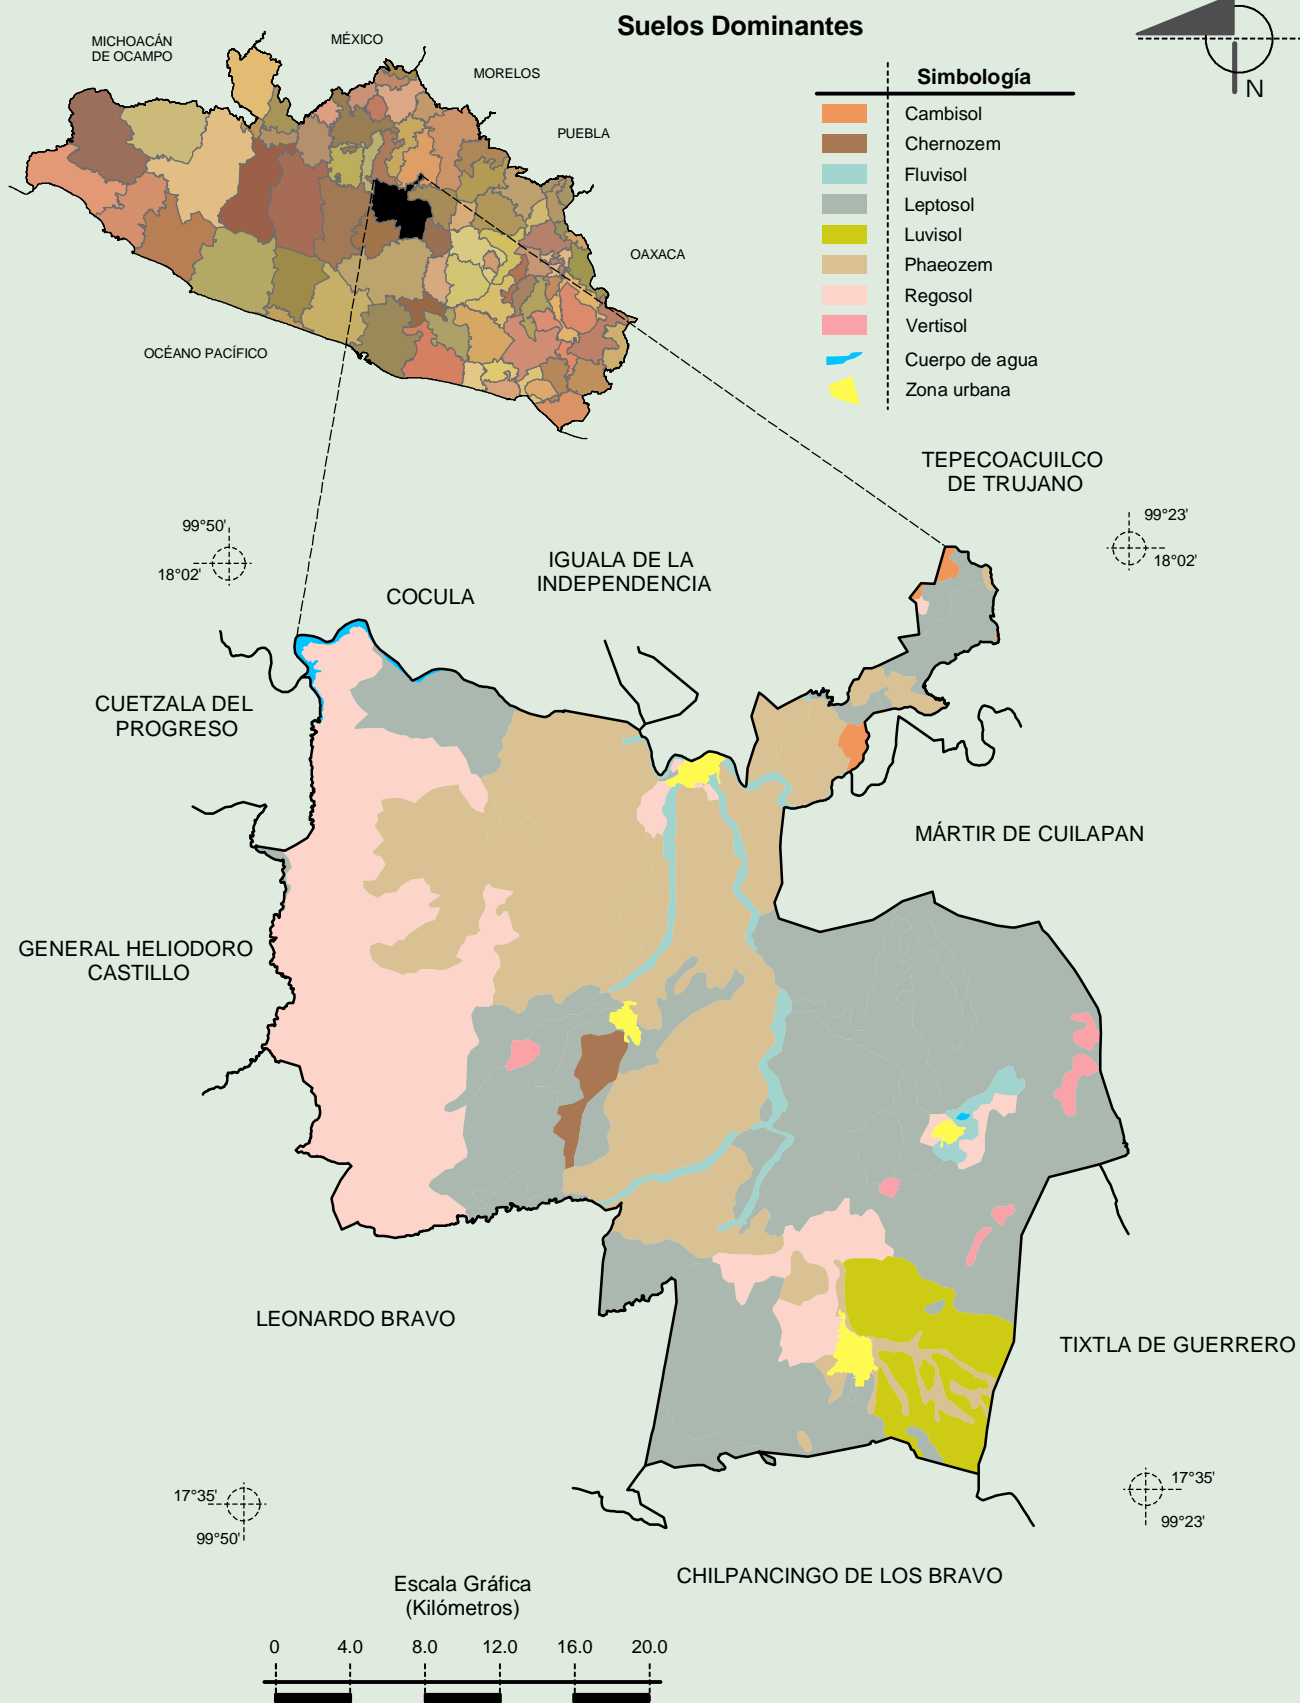 Suelos Dominantes
MICHOACÁN
DE OCAMPO
MÉXICO
MORELOS
PUEBLA
OAXACA
OCÉANO PACÍFICO
N
Simbología
Cambisol
Chernozem
Fluvisol
Leptosol
Luvisol
Phaeozem
Regosol
Vertisol
Cuerpo de agua
Zona urbana
TEPECOACUILCO
DE TRUJANO
99°50'
18°02'
99°23'
18°02'
IGUALA DE LA
INDEPENDENCIA
COCULA
CUETZALA DEL
PROGRESO
MÁRTIR DE CUILAPAN
GENERAL HELIODORO
CASTILLO
LEONARDO BRAVO
TIXTLA DE GUERRERO
17°35'
99°50'
17°35'
99°23'
CHILPANCINGO DE LOS BRAVO
Escala Gráfica
(Kilómetros)
0 4.0 8.0 12.0 16.0 20.0